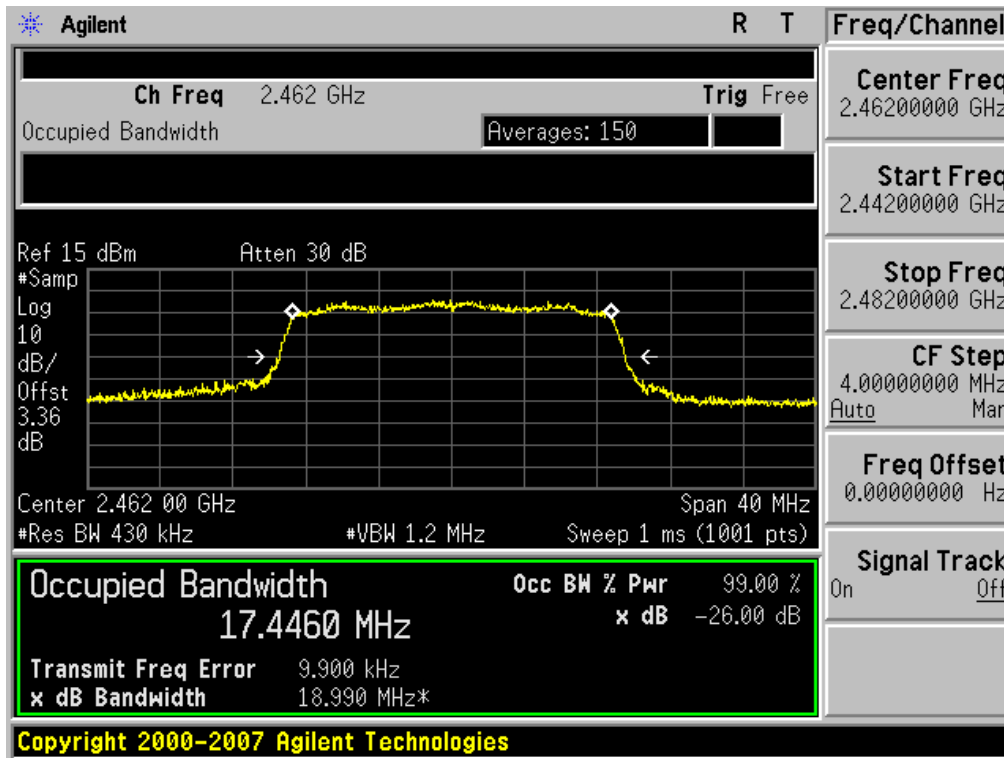 Agilent R T Freq/Channel
Ch Freq 2.462 GHz Trig Free
Occupied Bandwidth Averages: 150
Center Freq
2.46200000 GHz
Start Freq
2.44200000 GHz
Stop Freq
2.48200000 GHz
CF Step
4.00000000 MHz
Auto Man
Freq Offset
0.00000000 Hz
Signal Track
On Off
Ref 15 dBm Atten 30 dB
#Samp
Log
10
dB/
Offst
3.36
dB
Center 2.462 00 GHz Span 40 MHz
#Res BW 430 kHz #VBW 1.2 MHz Sweep 1 ms (1001 pts)
Occupied Bandwidth
17.4460 MHz
Occ BW % Pwr 99.00 %
x dB -26.00 dB
Transmit Freq Error 9.900 kHz
x dB Bandwidth 18.990 MHz*
Copyright 2000-2007 Agilent Technologies